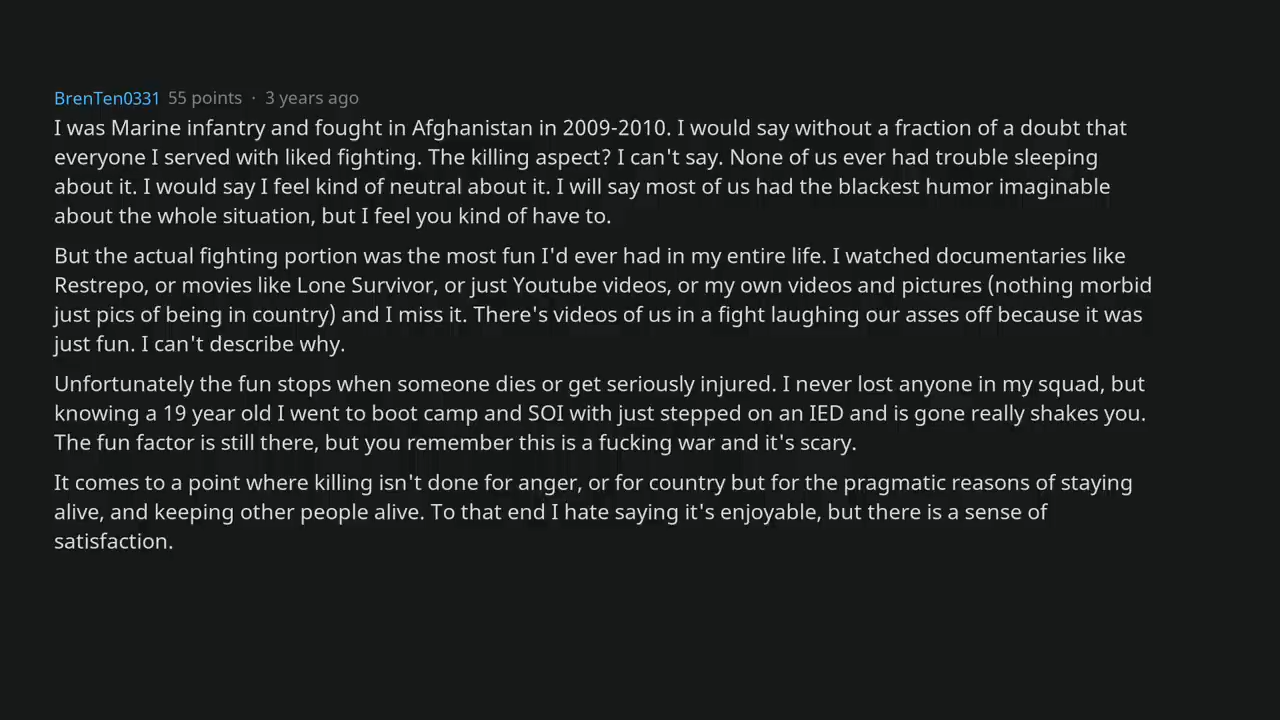 BrenTen0331 55 points · 3 years ago
I was Marine infantry and fought in Afghanistan in 2009-2010. I would say without a fraction of a doubt that
everyone I served with liked fighting. The killing aspect? I can't say. None of us ever had trouble sleeping
about it. I would say I feel kind of neutral about it. I will say most of us had the blackest humor imaginable
about the whole situation, but I feel you kind of have to.
But the actual fighting portion was the most fun I'd ever had in my entire life. I watched documentaries like
Restrepo, or movies like Lone Survivor, or just Youtube videos, or my own videos and pictures (nothing morbid
just pics of being in country) and I miss it. There's videos of us in a fight laughing our asses off because it was
just fun. I can't describe why.
Unfortunately the fun stops when someone dies or get seriously injured. I never lost anyone in my squad, but
knowing a 19 year old I went to boot camp and SOI with just stepped on an IED and is gone really shakes you.
The fun factor is still there, but you remember this is a fucking war and it's scary.
It comes to a point where killing isn't done for anger, or for country but for the pragmatic reasons of staying
alive, and keeping other people alive. To that end I hate saying it's enjoyable, but there is a sense of
satisfaction.